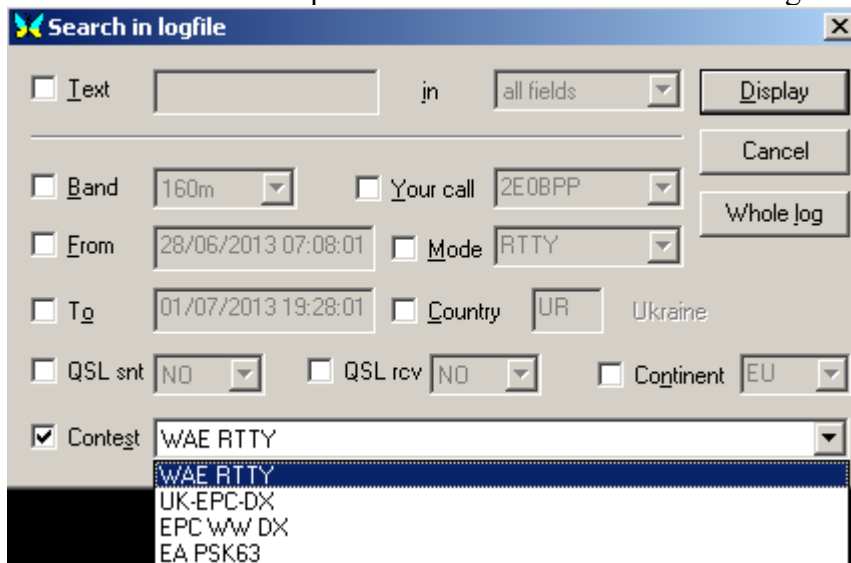 Search in logfile
Text in all fields Display
Cancel
Band 160m Your call 2E0BPP
Whole log
From 28/06/2013 07:08:01 Mode RTTY
To 01/07/2013 19:28:01 Country UR Ukraine
QSL snt NO QSL rcv NO Continent EU
Contest WAE RTTY
WAE RTTY
UK-EPC-DX
EPC WW DX
EA PSK63